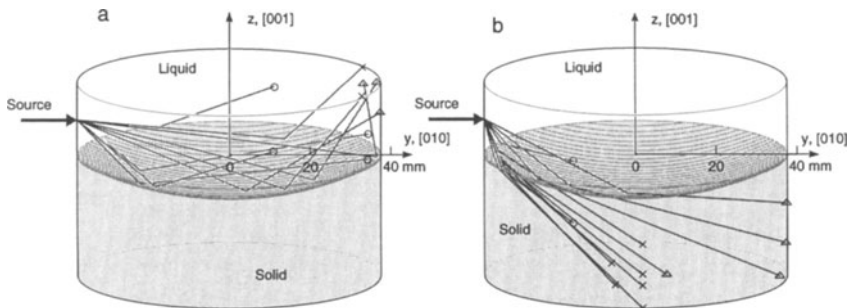 a
z, [001]
Liquid
Source
y, [010]
0
20
40 mm
Solid
b
z, [001]
Liquid
Source
y, [010]
0
20
40 mm
Solid